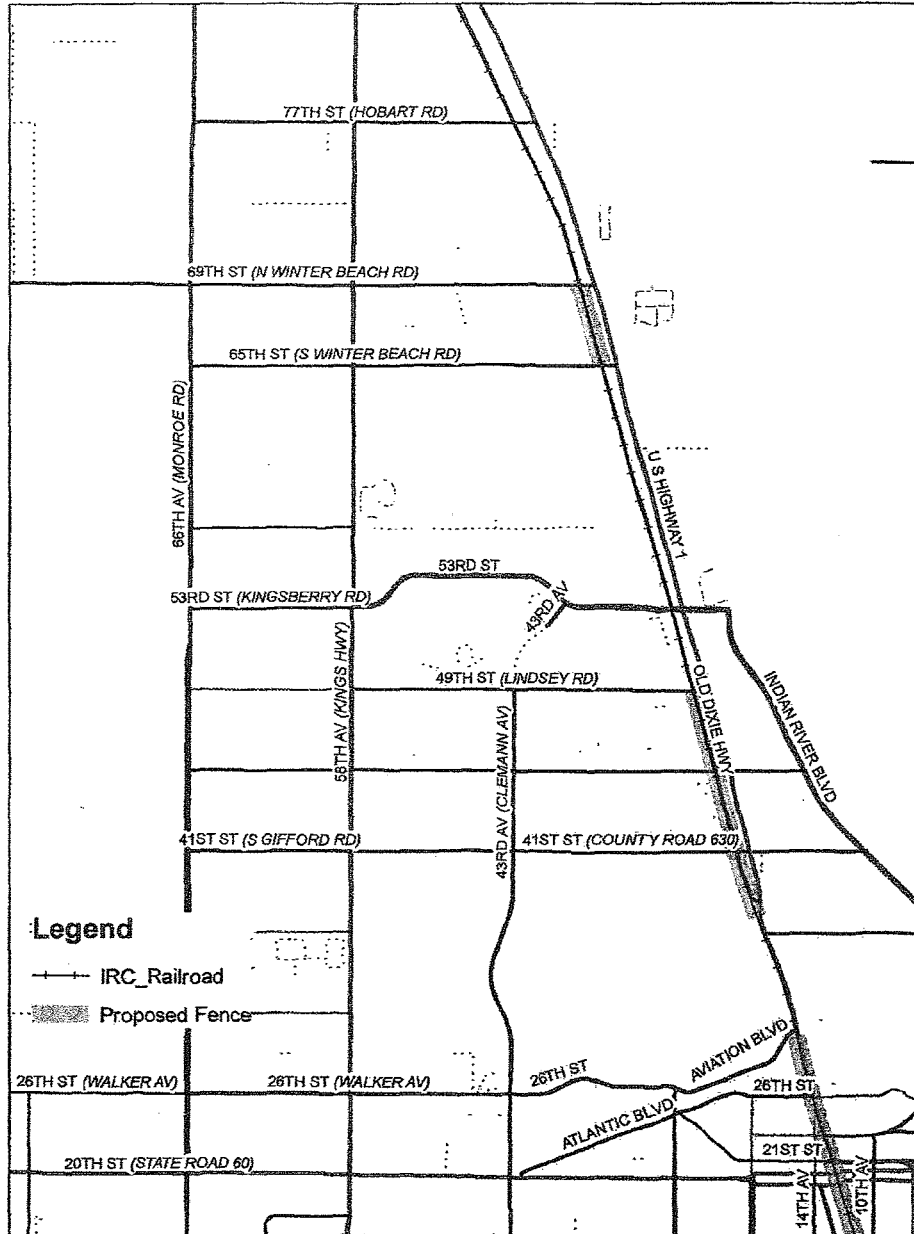 77TH ST (HOBART RD)
69TH ST (N WINTER BEACH RD)
65TH ST (S WINTER BEACH RD)
66TH AV (MONROE RD)
U S HIGHWAY 1
53RD ST
53RD ST (KINGSBERRY RD)
43RD AV
49TH ST (LINDSEY RD)
OLD DIXIE HWY
INDIAN RIVER BLVD
58TH AV (KINGS HWY)
43RD AV (CLEMANN AV)
41ST ST (S GIFFORD RD)
41ST ST (COUNTY ROAD 630)
Legend
IRC_Railroad
Proposed Fence
AVIATION BLVD
26TH ST (WALKER AV)
26TH ST (WALKER AV)
26TH ST
26TH ST
ATLANTIC BLVD
21ST ST
20TH ST (STATE ROAD 60)
14TH AV
10TH AV